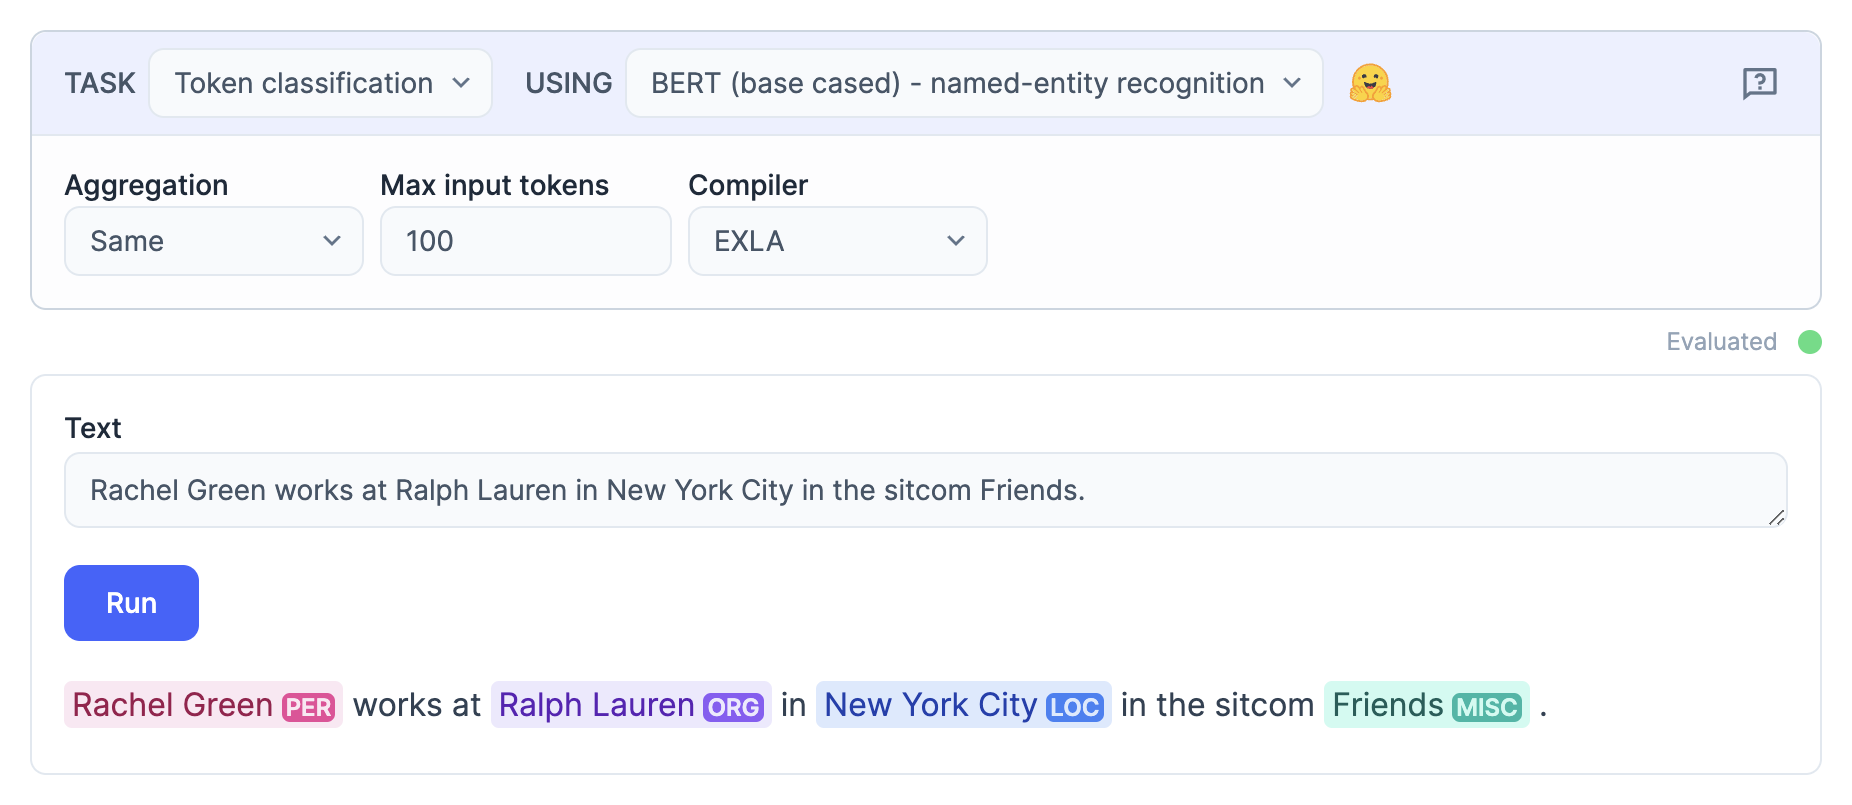 TASK Token classification USING BERT (base cased) - named-entity recognition
Aggregation Max input tokens Compiler
Same 100 EXLA
Evaluated
Text
Rachel Green works at Ralph Lauren in New York City in the sitcom Friends.
Run
Rachel Green PER works at Ralph Lauren ORG in New York City LOC in the sitcom Friends MISC .